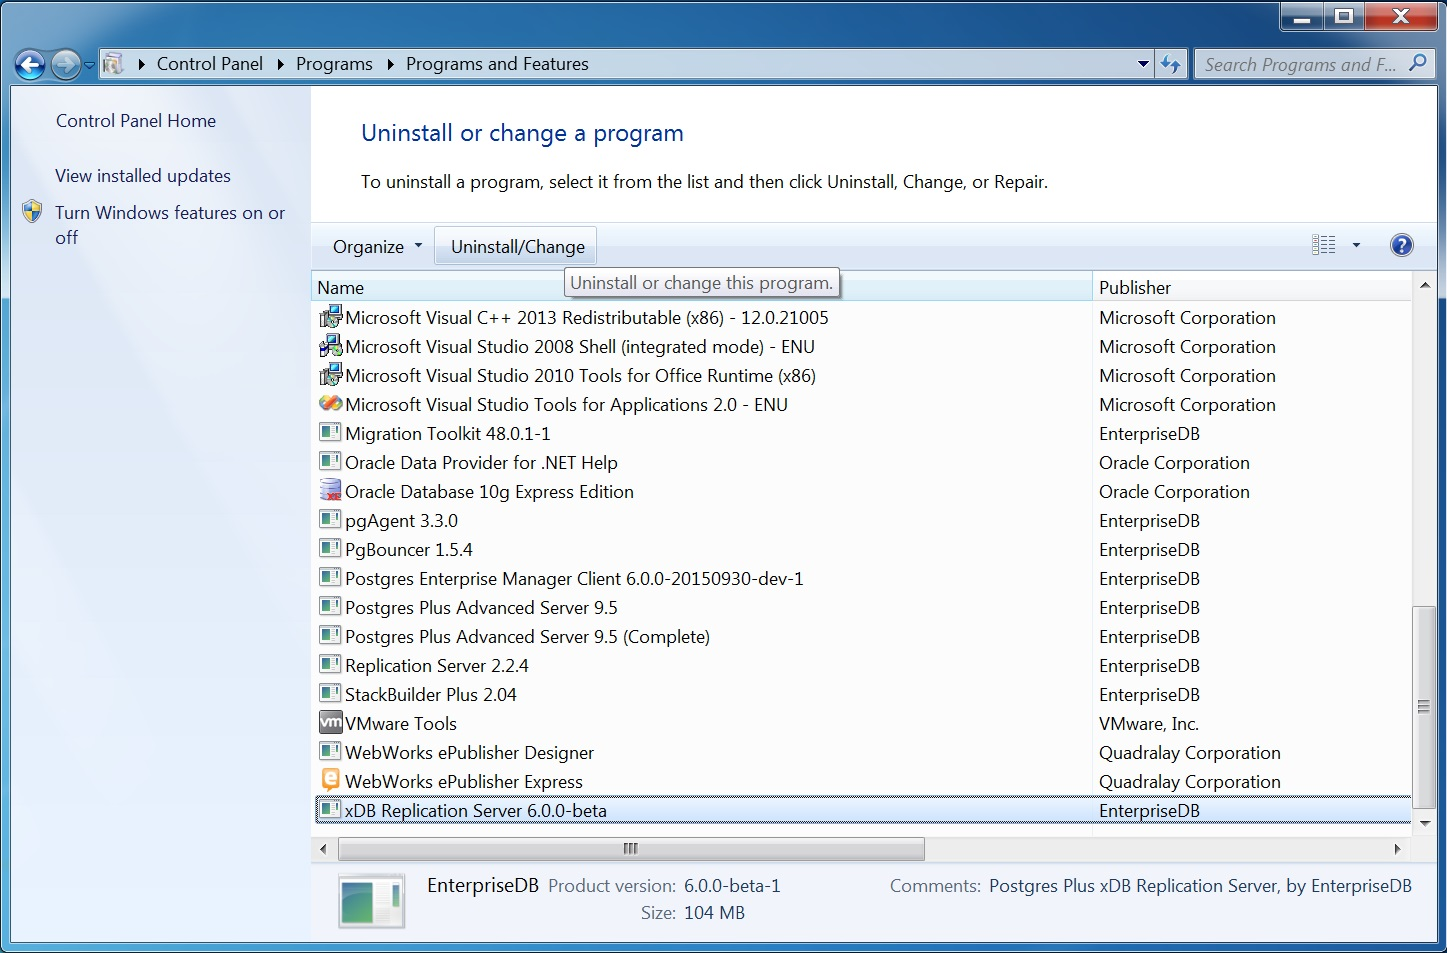 Control Panel Programs Programs and Features
Search Programs and F...
Control Panel Home
View installed updates
Turn Windows features on or
off
Uninstall or change a program
To uninstall a program, select it from the list and then click Uninstall, Change, or Repair.
Organize Uninstall/Change
Uninstall or change this program.
Name Publisher
Microsoft Visual C++ 2013 Redistributable (x86) - 12.0.21005 Microsoft Corporation
Microsoft Visual Studio 2008 Shell (integrated mode) - ENU Microsoft Corporation
Microsoft Visual Studio 2010 Tools for Office Runtime (x86) Microsoft Corporation
Microsoft Visual Studio Tools for Applications 2.0 - ENU Microsoft Corporation
Migration Toolkit 48.0.1-1 EnterpriseDB
Oracle Data Provider for .NET Help Oracle Corporation
Oracle Database 10g Express Edition Oracle Corporation
pgAgent 3.3.0 EnterpriseDB
PgBouncer 1.5.4 EnterpriseDB
Postgres Enterprise Manager Client 6.0.0-20150930-dev-1 EnterpriseDB
Postgres Plus Advanced Server 9.5 EnterpriseDB
Postgres Plus Advanced Server 9.5 (Complete) EnterpriseDB
Replication Server 2.2.4 EnterpriseDB
StackBuilder Plus 2.04 EnterpriseDB
vm VMware Tools VMware, Inc.
WebWorks ePublisher Designer Quadralay Corporation
e WebWorks ePublisher Express Quadralay Corporation
xDB Replication Server 6.0.0-beta EnterpriseDB
EnterpriseDB Product version: 6.0.0-beta-1 Comments: Postgres Plus xDB Replication Server, by EnterpriseDB
Size: 104 MB